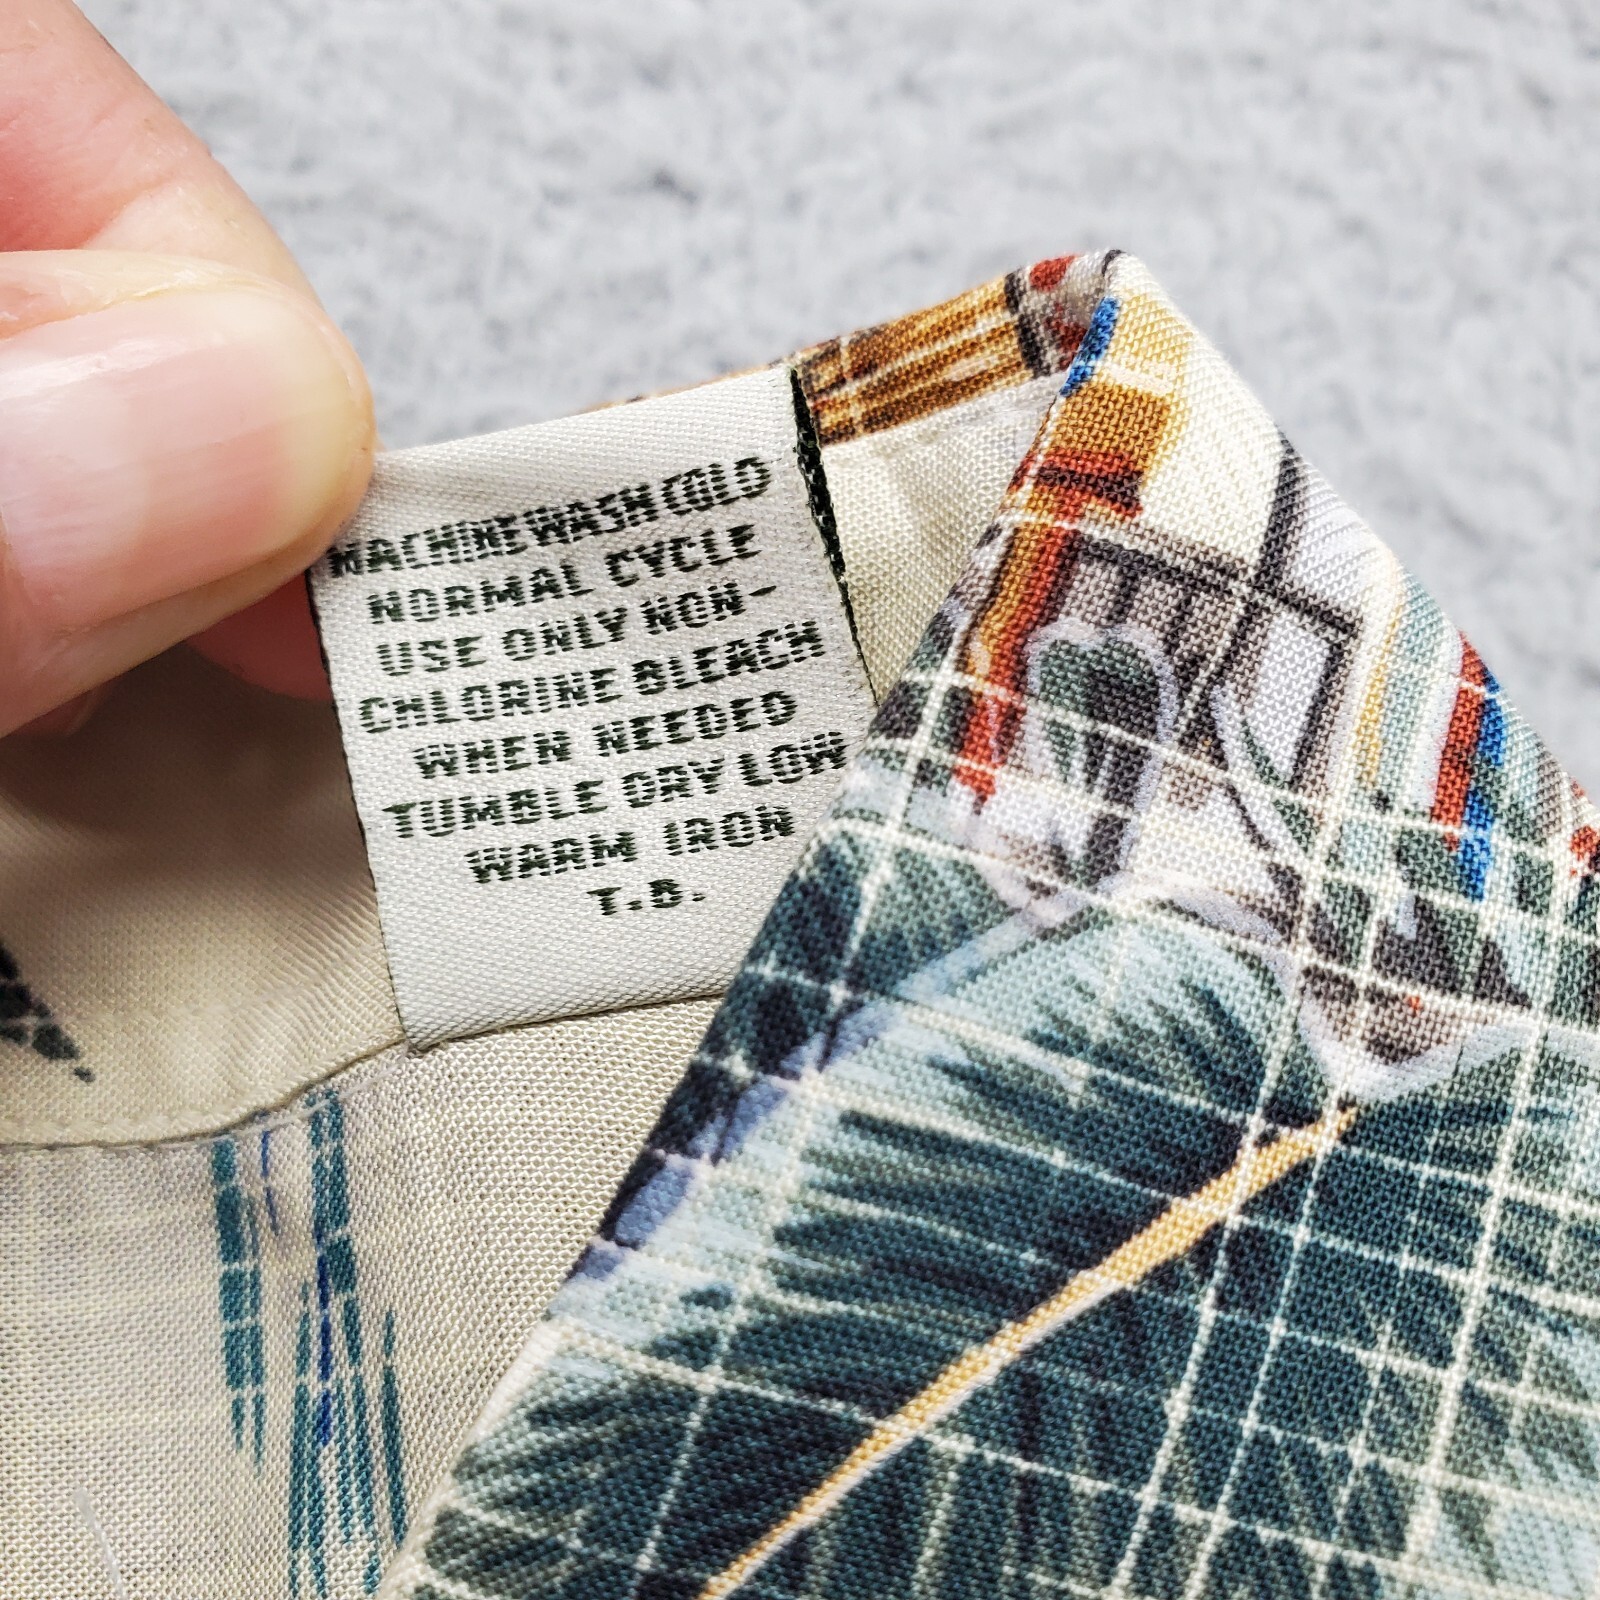 MACHINE WASH COLD
NORMAL CYCLE
USE ONLY NON-
CHLORINE BLEACH
WHEN NEEDED
TUMBLE DRY LOW
WARM IRON
T.B.